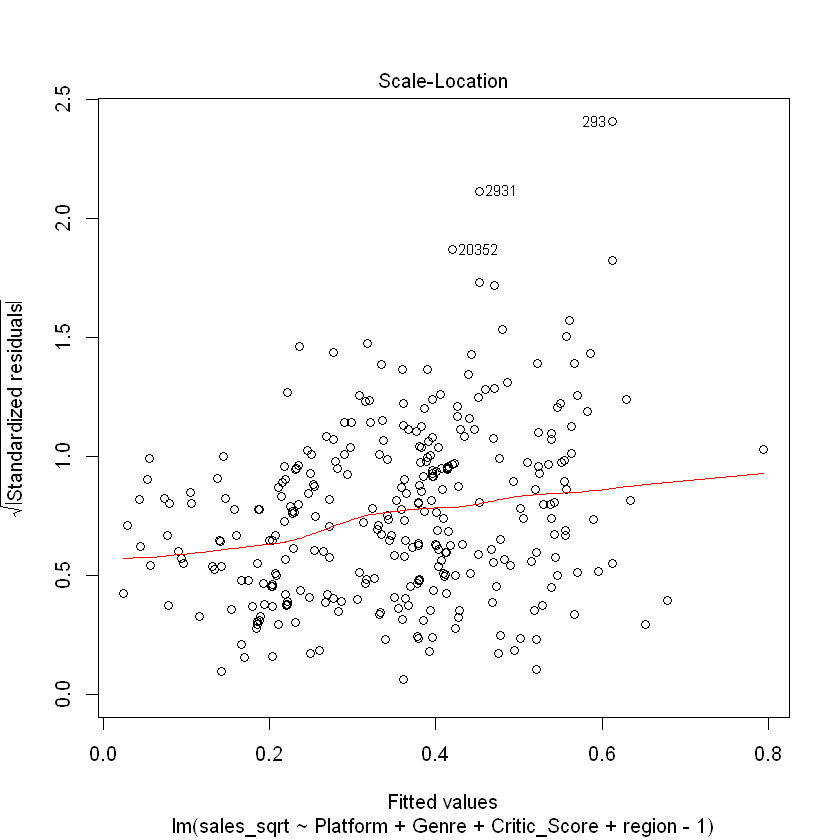 Scale-Location
√|Standardized residuals|
2.5
2.0
1.5
1.0
0.5
0.0
293
2931
20352
0.0 0.2 0.4 0.6 0.8
Fitted values
lm(sales_sqrt ~ Platform + Genre + Critic_Score + region - 1)